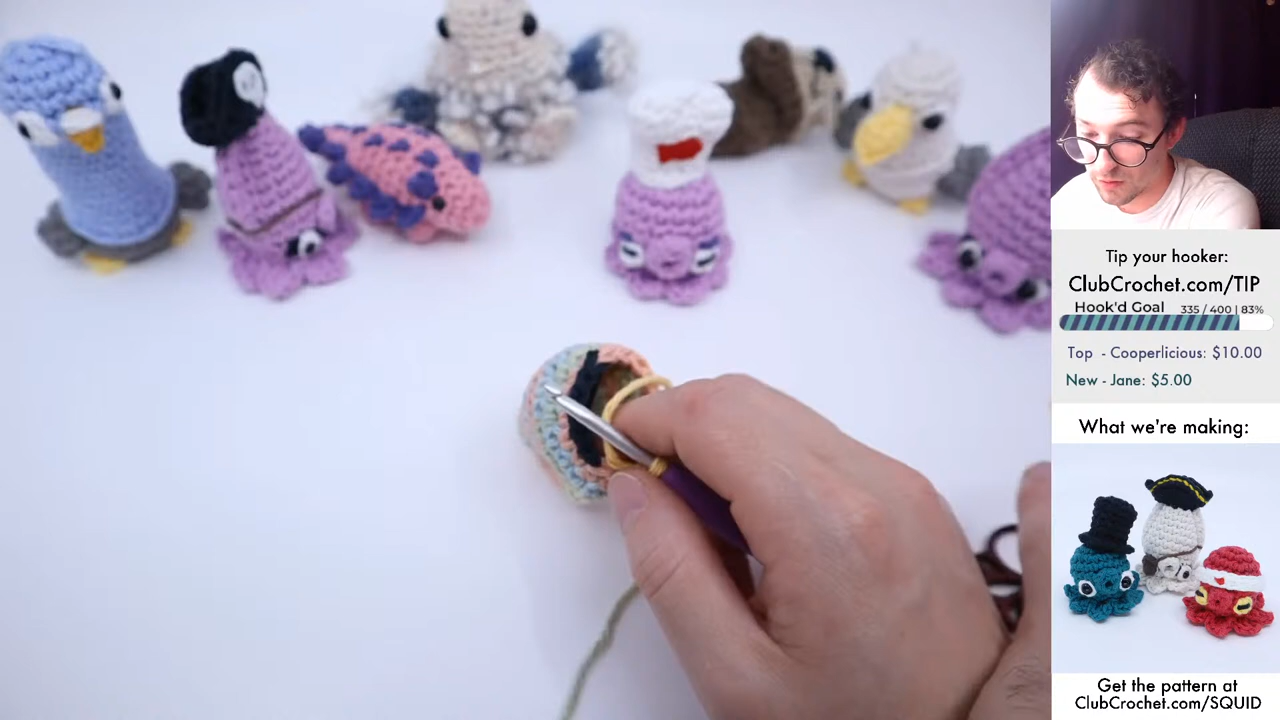 Tip your hooker:
ClubCrochet.com/TIP
Hook'd Goal 335 / 400 | 83%
Top - Cooperlicious: $10.00
New - Jane: $5.00
What we're making:
Get the pattern at
ClubCrochet.com/SQUID